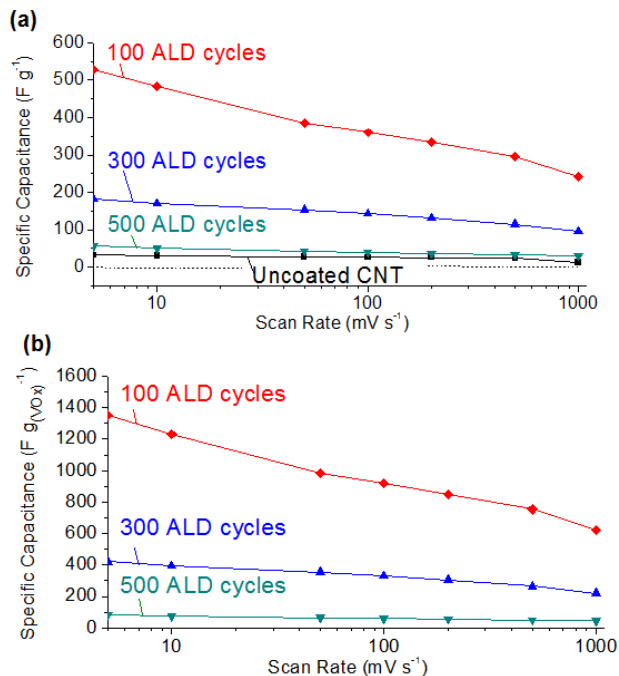 (a)
600
500
400
300
200
100
0
Specific Capacitance (F g⁻¹)
100 ALD cycles
300 ALD cycles
500 ALD cycles
Uncoated CNT
10 100 1000
Scan Rate (mV s⁻¹)
(b)
1600
1400
1200
1000
800
600
400
200
0
Specific Capacitance (F g(VOx)⁻¹)
100 ALD cycles
300 ALD cycles
500 ALD cycles
10 100 1000
Scan Rate (mV s⁻¹)